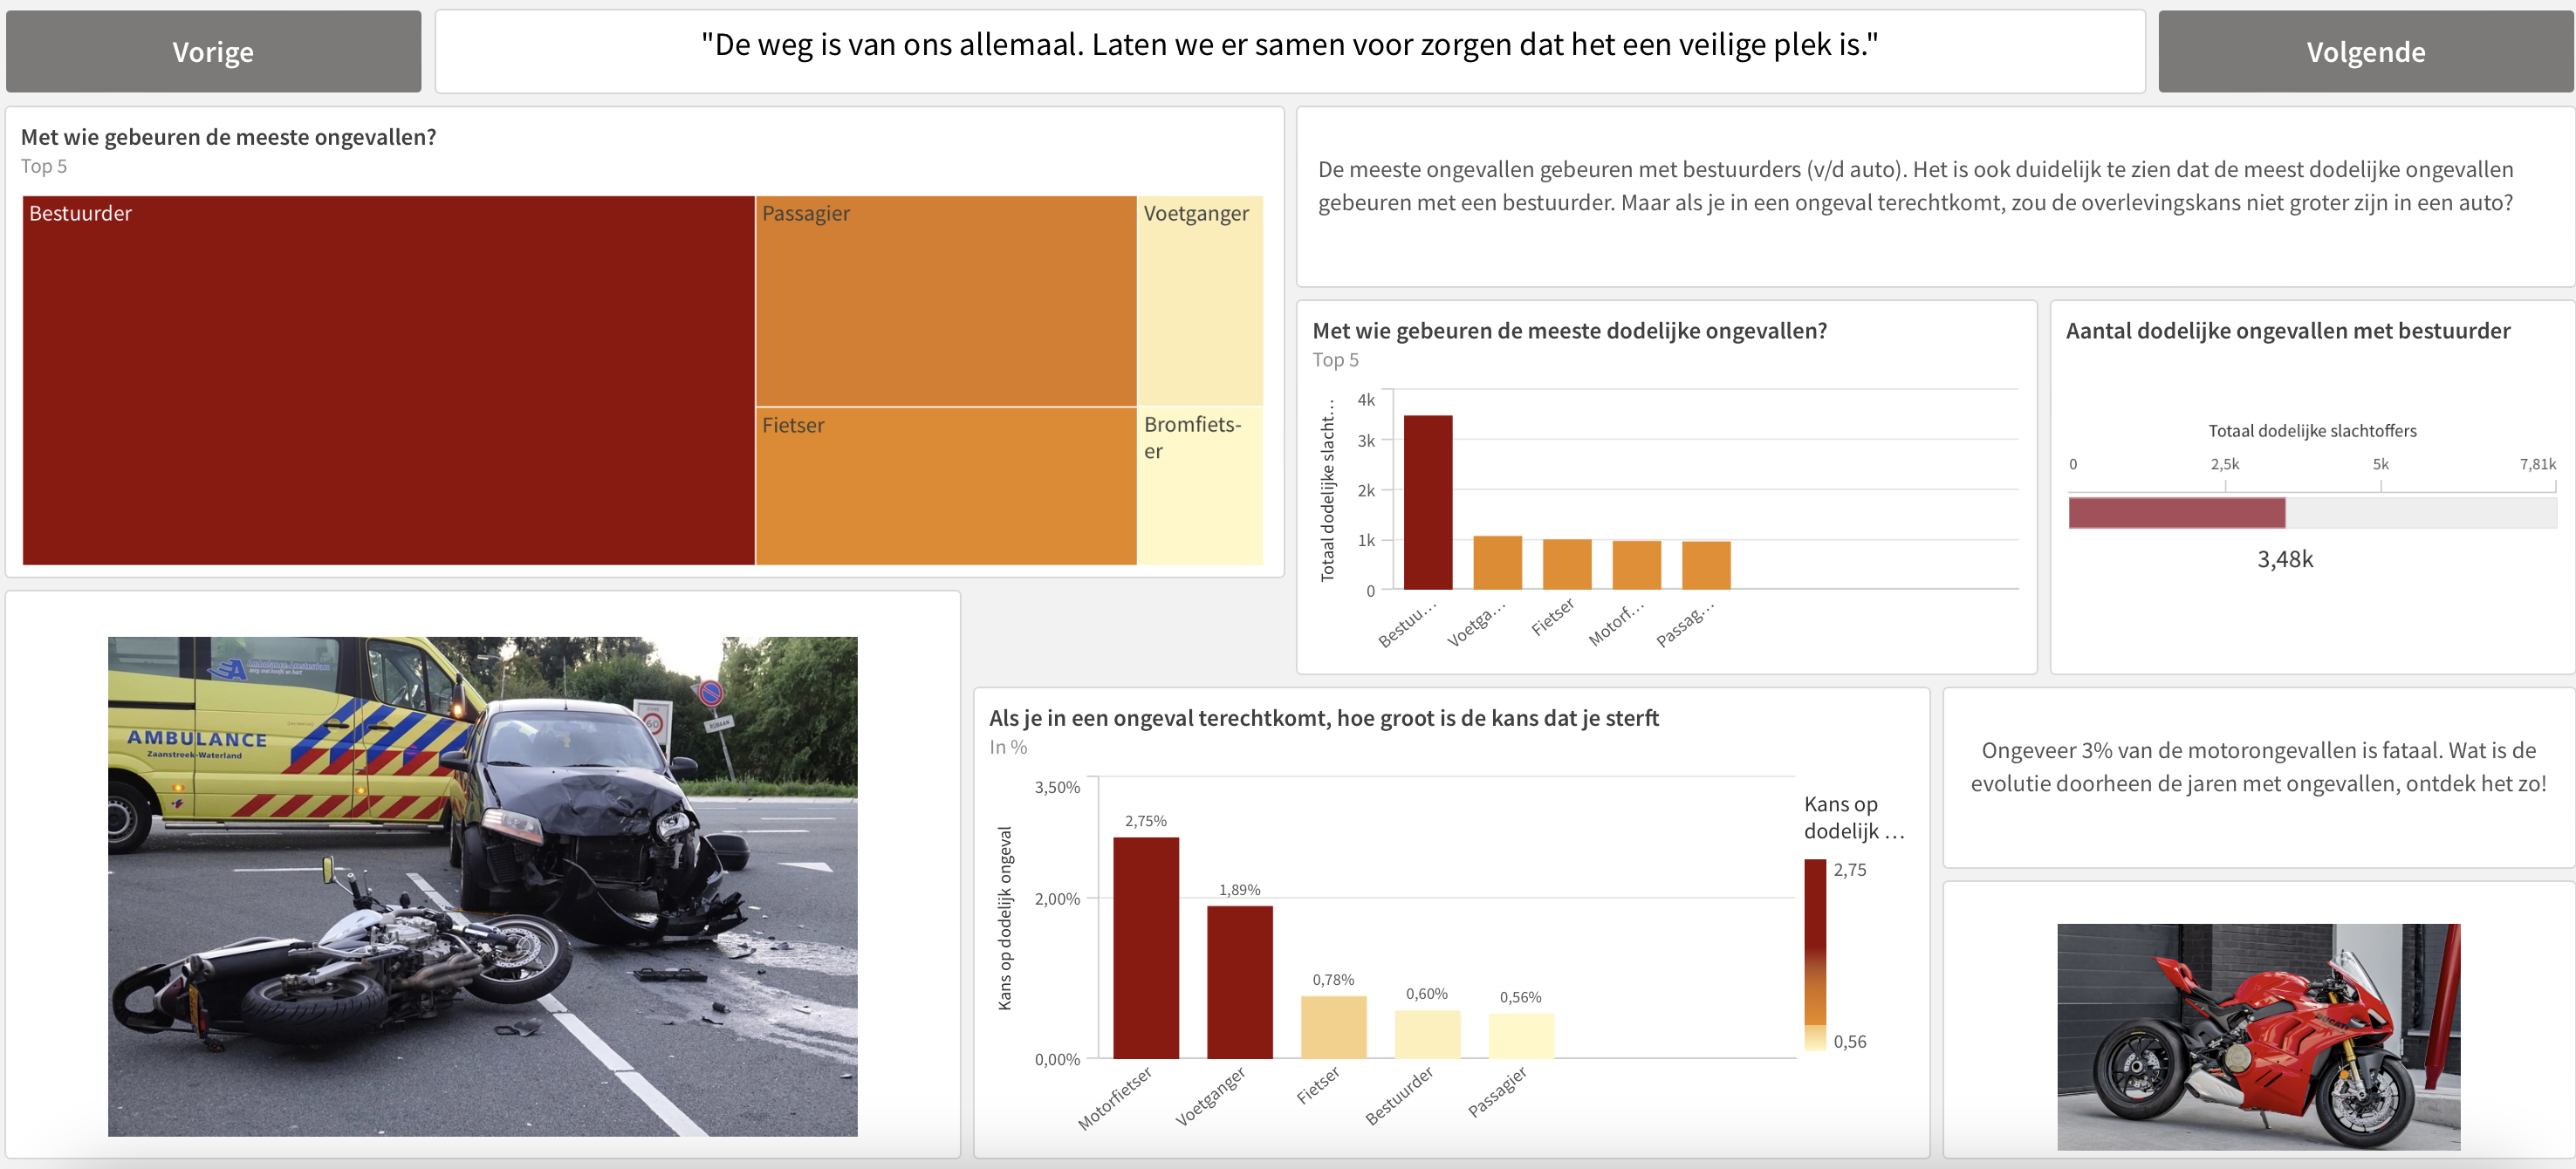 Vorige
"De weg is van ons allemaal. Laten we er samen voor zorgen dat het een veilige plek is."
Volgende
Met wie gebeuren de meeste ongevallen?
Top 5
Bestuurder
Passagier
Voetganger
Fietser
Bromfiets-
er
De meeste ongevallen gebeuren met bestuurders (v/d auto). Het is ook duidelijk te zien dat de meest dodelijke ongevallen
gebeuren met een bestuurder. Maar als je in een ongeval terechtkomt, zou de overlevingskans niet groter zijn in een auto?
Met wie gebeuren de meeste dodelijke ongevallen?
Top 5
Totaal dodelijke slacht...
4k
3k
2k
1k
0
Bestuu...
Voetga...
Fietser
Motorf...
Passag...
Aantal dodelijke ongevallen met bestuurder
Totaal dodelijke slachtoffers
0
2,5k
5k
7,81k
3,48k
Ambulance Amsterdam
AMBULANCE
Zaanstreek-Waterland
ZONE
60
Als je in een ongeval terechtkomt, hoe groot is de kans dat je sterft
In %
Kans op dodelijk ongeval
3,50%
2,00%
0,00%
2,75%
1,89%
0,78%
0,60%
0,56%
Motorfietser
Voetganger
Fietser
Bestuurder
Passagier
Kans op
dodelijk ...
2,75
0,56
Ongeveer 3% van de motorongevallen is fataal. Wat is de
evolutie doorheen de jaren met ongevallen, ontdek het zo!
DUCATI